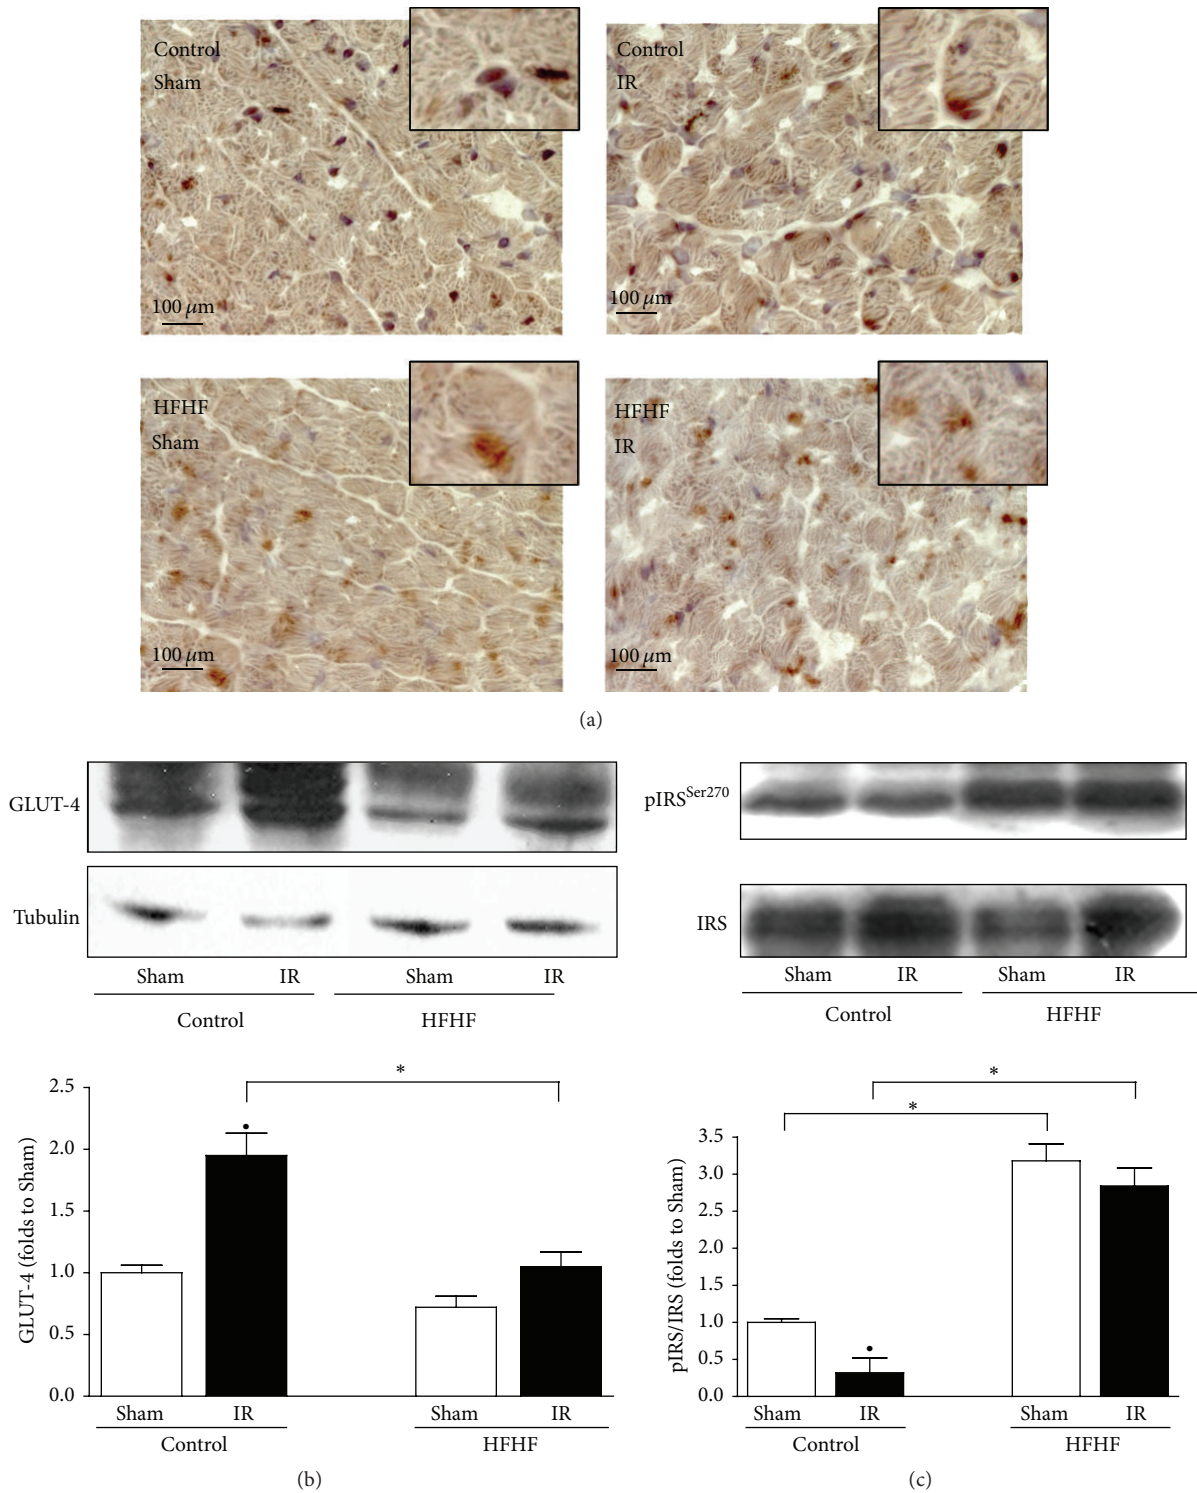 Control
Sham
100 µm
Control
IR
100 µm
HFHF
Sham
100 µm
HFHF
IR
100 µm
(a)
GLUT-4
Tubulin
Sham IR Sham IR
Control HFHF
pIRS^Ser270
IRS
Sham IR Sham IR
Control HFHF
GLUT-4 (folds to Sham)
2.5
2.0
1.5
1.0
0.5
0.0
*
•
Sham IR Sham IR
Control HFHF
(b)
pIRS/IRS (folds to Sham)
3.5
3.0
2.5
2.0
1.5
1.0
0.5
0.0
*
*
•
Sham IR Sham IR
Control HFHF
(c)